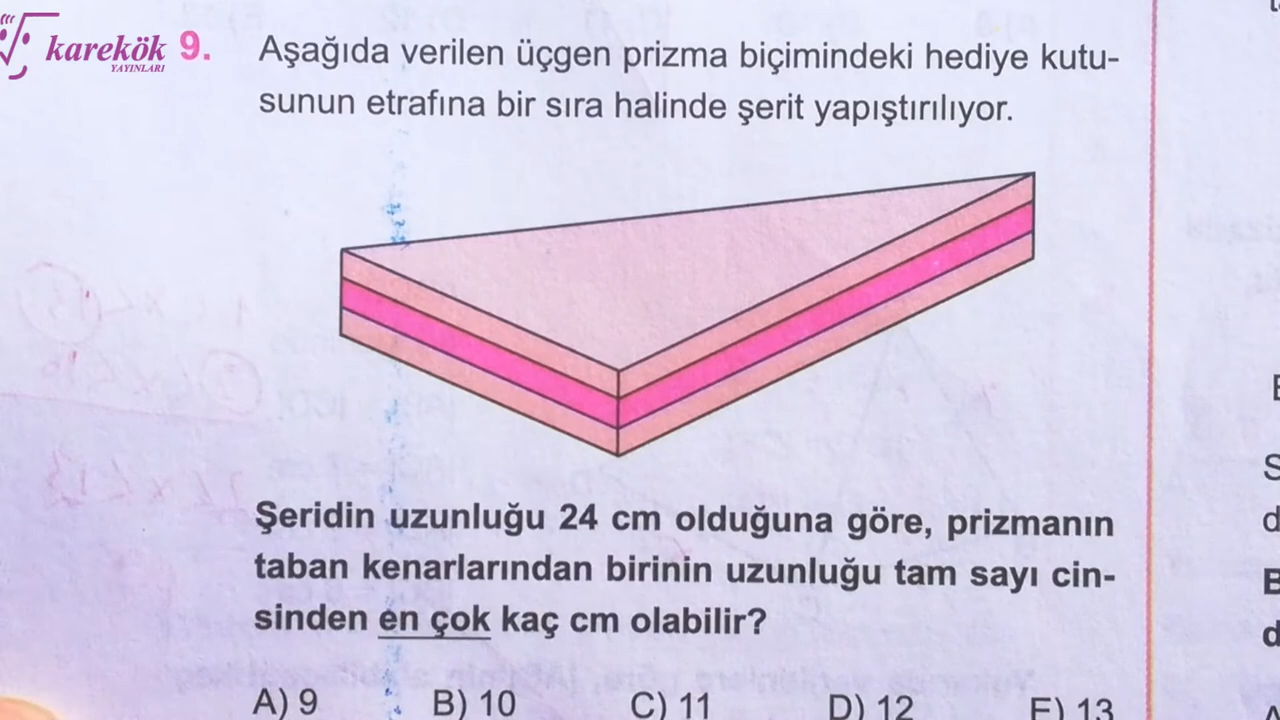 karekök
YAYINLARI
9. Aşağıda verilen üçgen prizma biçimindeki hediye kutu-
sunun etrafına bir sıra halinde şerit yapıştırılıyor.
Şeridin uzunluğu 24 cm olduğuna göre, prizmanın
taban kenarlarından birinin uzunluğu tam sayı cin-
sinden en çok kaç cm olabilir?
A) 9 B) 10 C) 11 D) 12 E) 13